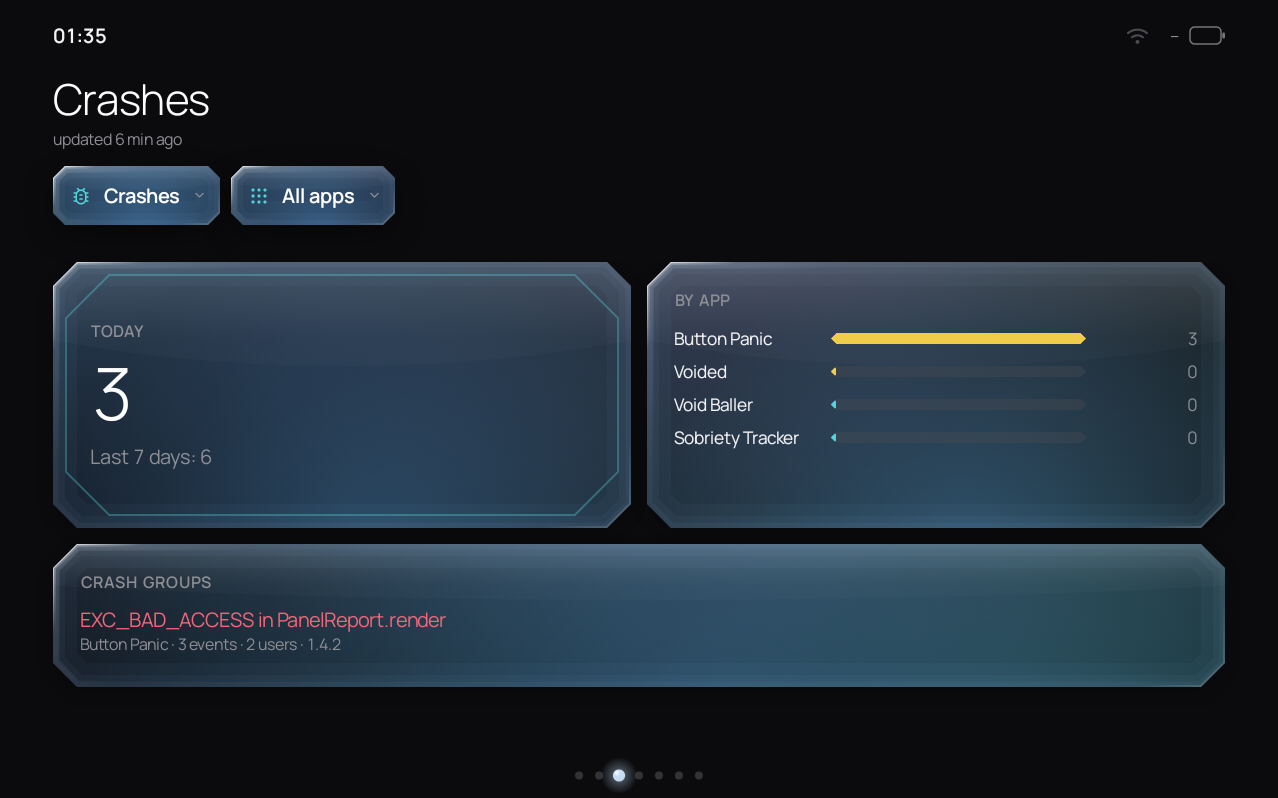 01:35
–
Crashes
updated 6 min ago
Crashes
All apps
TODAY
3
Last 7 days: 6
BY APP
Button Panic 3
Voided 0
Void Baller 0
Sobriety Tracker 0
CRASH GROUPS
EXC_BAD_ACCESS in PanelReport.render
Button Panic · 3 events · 2 users · 1.4.2